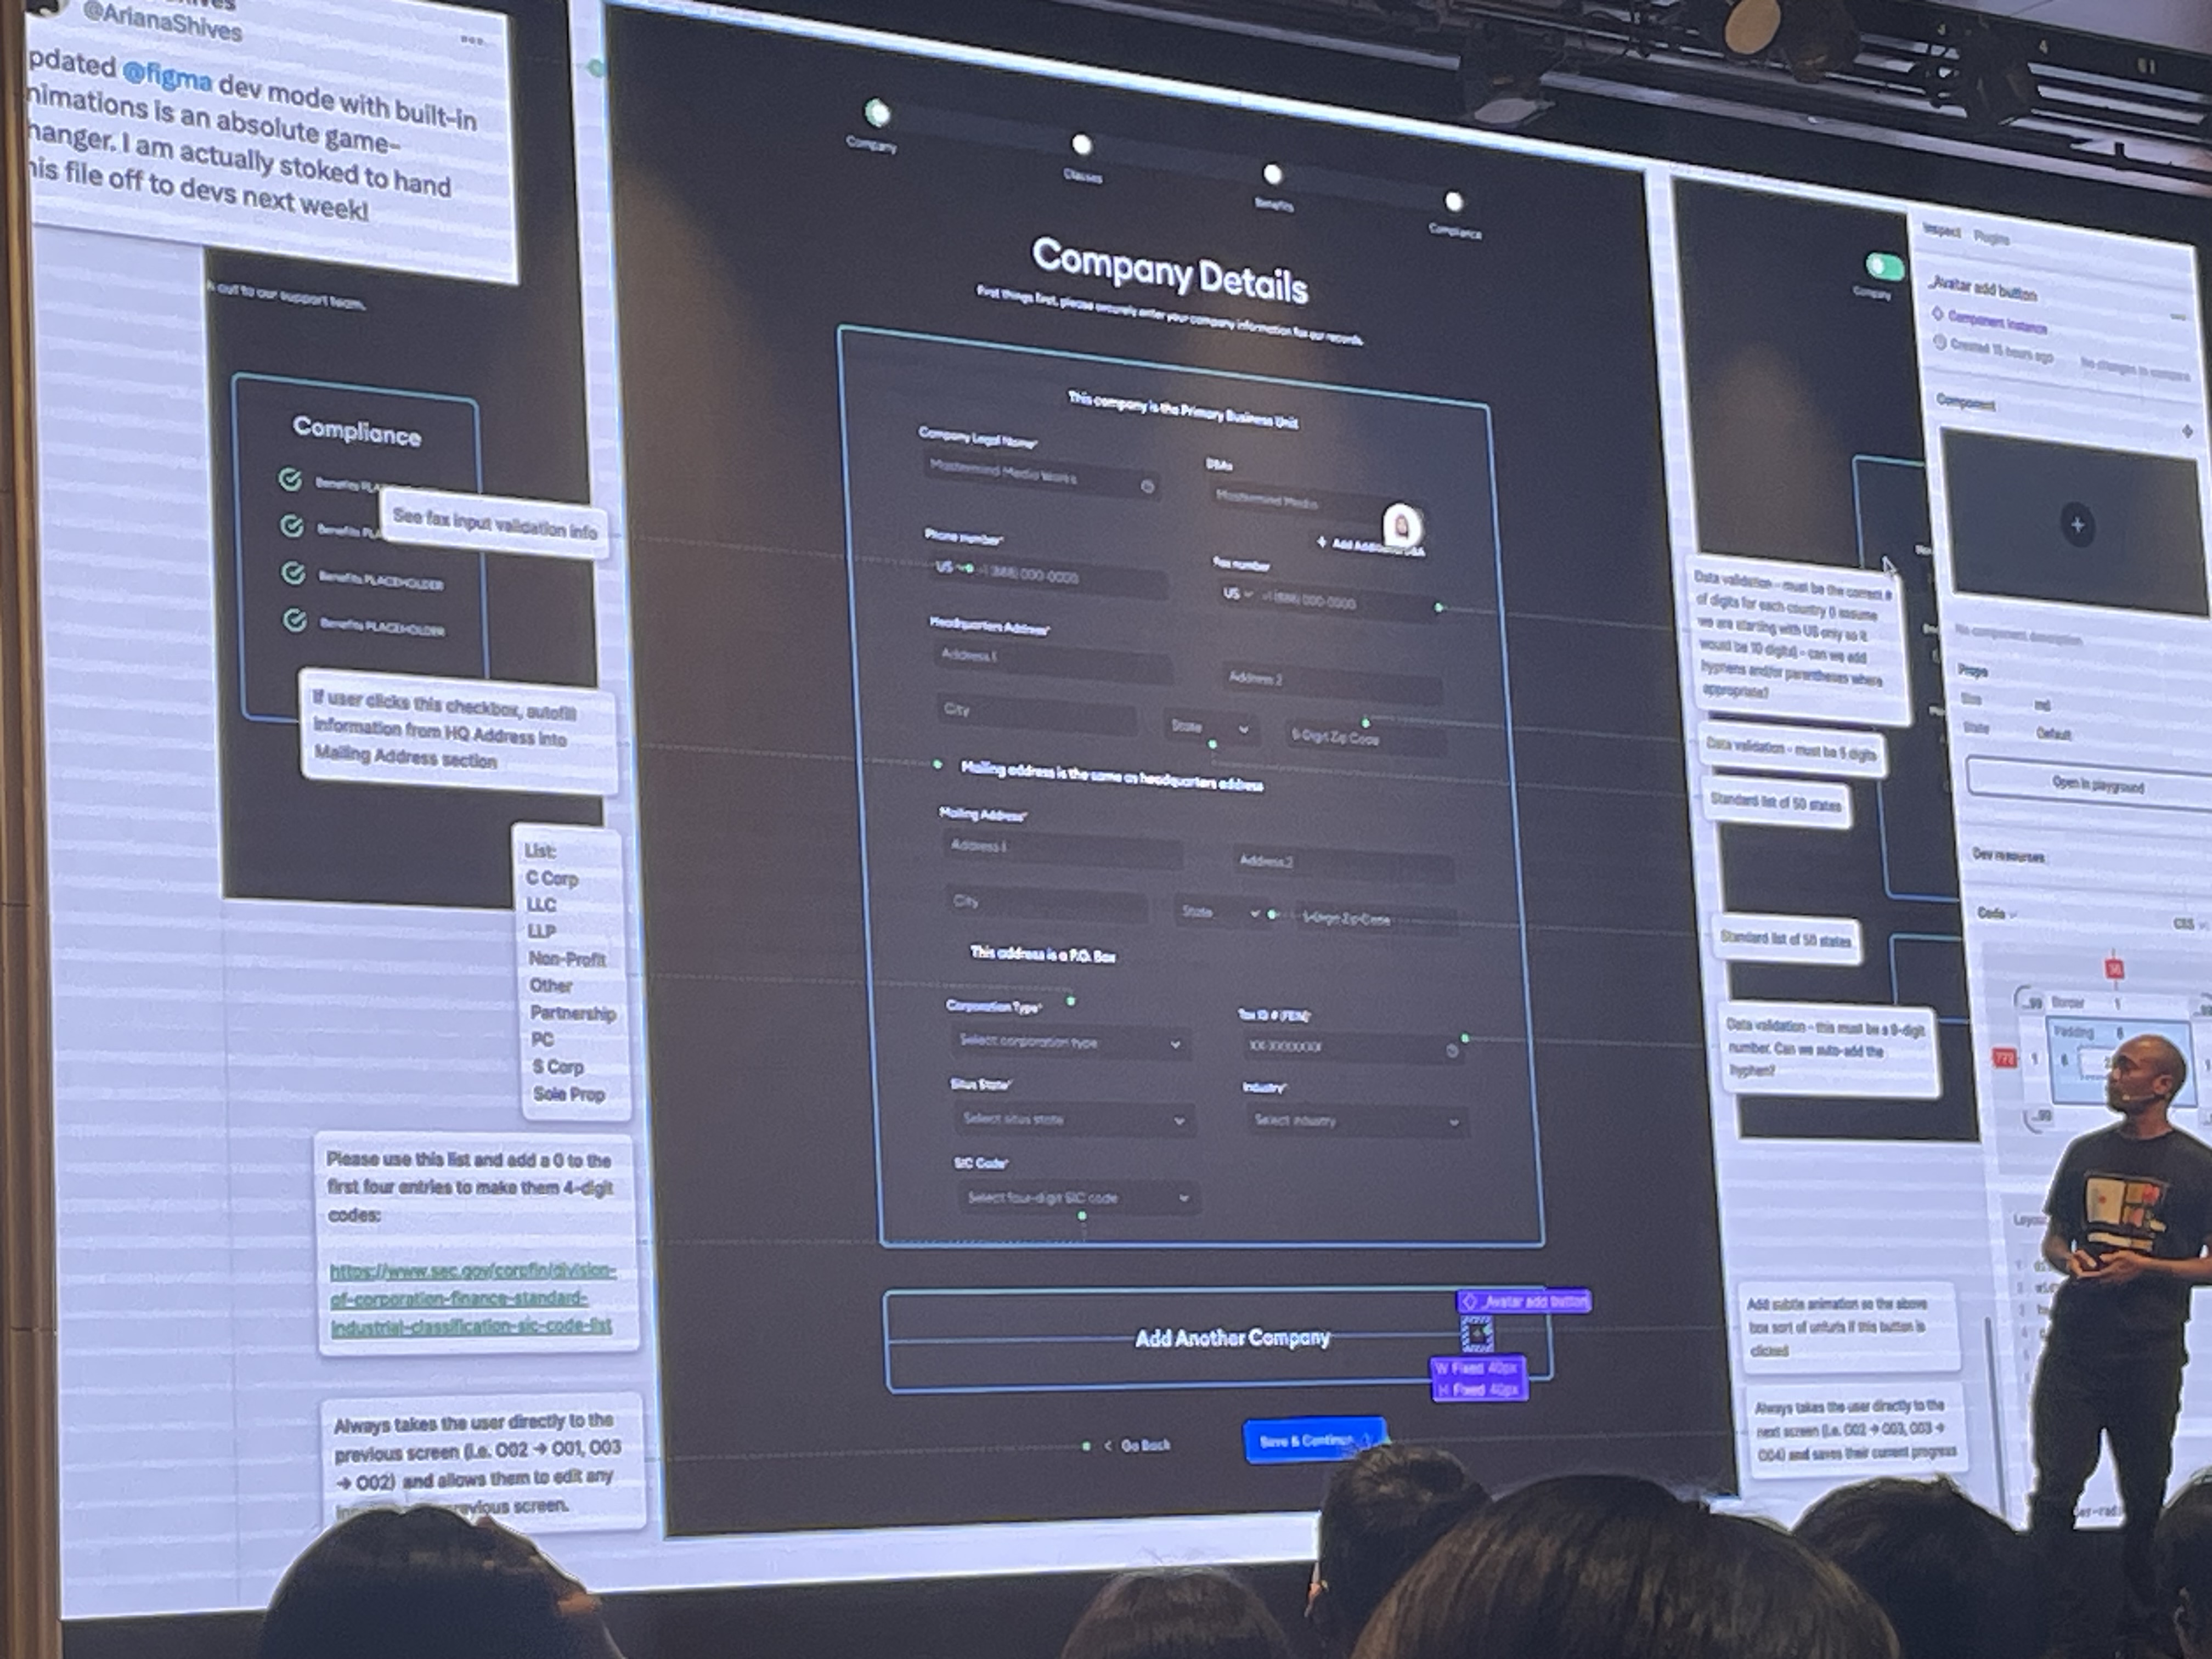 @ArianaShives
pdated @figma dev mode with built-in
nimations is an absolute game-
hanger. I am actually stoked to hand
his file off to devs next week!
out to our support team.
Compliance
Benefits
See fax input validation info
Benefits
Benefits PLACEHOLDER
Benefits PLACEHOLDER
If user clicks this checkbox, autofill
information from HQ Address into
Mailing Address section
List:
C Corp
LLC
LLP
Non-Profit
Other
Partnership
PC
S Corp
Sole Prop
Please use this list and add a 0 to the
first four entries to make them 4-digit
codes:
https://www.sec.gov/corpfin/division-
of-corporation-finance-standard-
industrial-classification-sic-code-list
Always takes the user directly to the
previous screen (i.e. 002 → 001, 003
→ 002) and allows them to edit any
previous screen.
Company
Classes
Benefits
Compliance
Company Details
First things first, please securely enter your company information for our records.
This company is the Primary Business Unit
Company Legal Name*
DBAs
Mastermind Media Works
Mastermind Media
+ Add Additional DBA
Phone number*
Fax number
US (888) 000-0000
US +1 (888) 000-0000
Headquarters Address*
Address 1
Address 2
City
State
5-Digit Zip Code
Mailing address is the same as headquarters address
Mailing Address*
Address 1
Address 2
City
State
5-Digit Zip Code
This address is a P.O. Box
Corporation Type*
Tax ID # (FEIN)*
Select corporation type
XX-XXXXXXX
Situs State*
Industry*
Select situs state
Select industry
SIC Code*
Select four-digit SIC code
Add Another Company
_Avatar add button
W Fixed 40px
H Fixed 40px
< Go Back
Save & Continue
Company
Data validation - must be the correct #
of digits for each country (I assume
we are starting with US only so it
would be 10 digits) - can we add
hyphens and/or parentheses where
appropriate?
Data validation - must be 5 digits
Standard list of 50 states
Standard list of 50 states
Data validation - this must be a 9-digit
number. Can we auto-add the
hyphen?
Add subtle animation so the above
box sort of unfurls if this button is
clicked
Always takes the user directly to the
next screen (i.e. 002 → 003, 003 →
004) and saves their current progress
Inspect Plugins
_Avatar add button
Component instance
Created 15 hours ago
No changes to compare
Component
No component description
Props
Size md
State Default
Open in playground
Dev resources
Code
CSS
Border 1
Padding 8